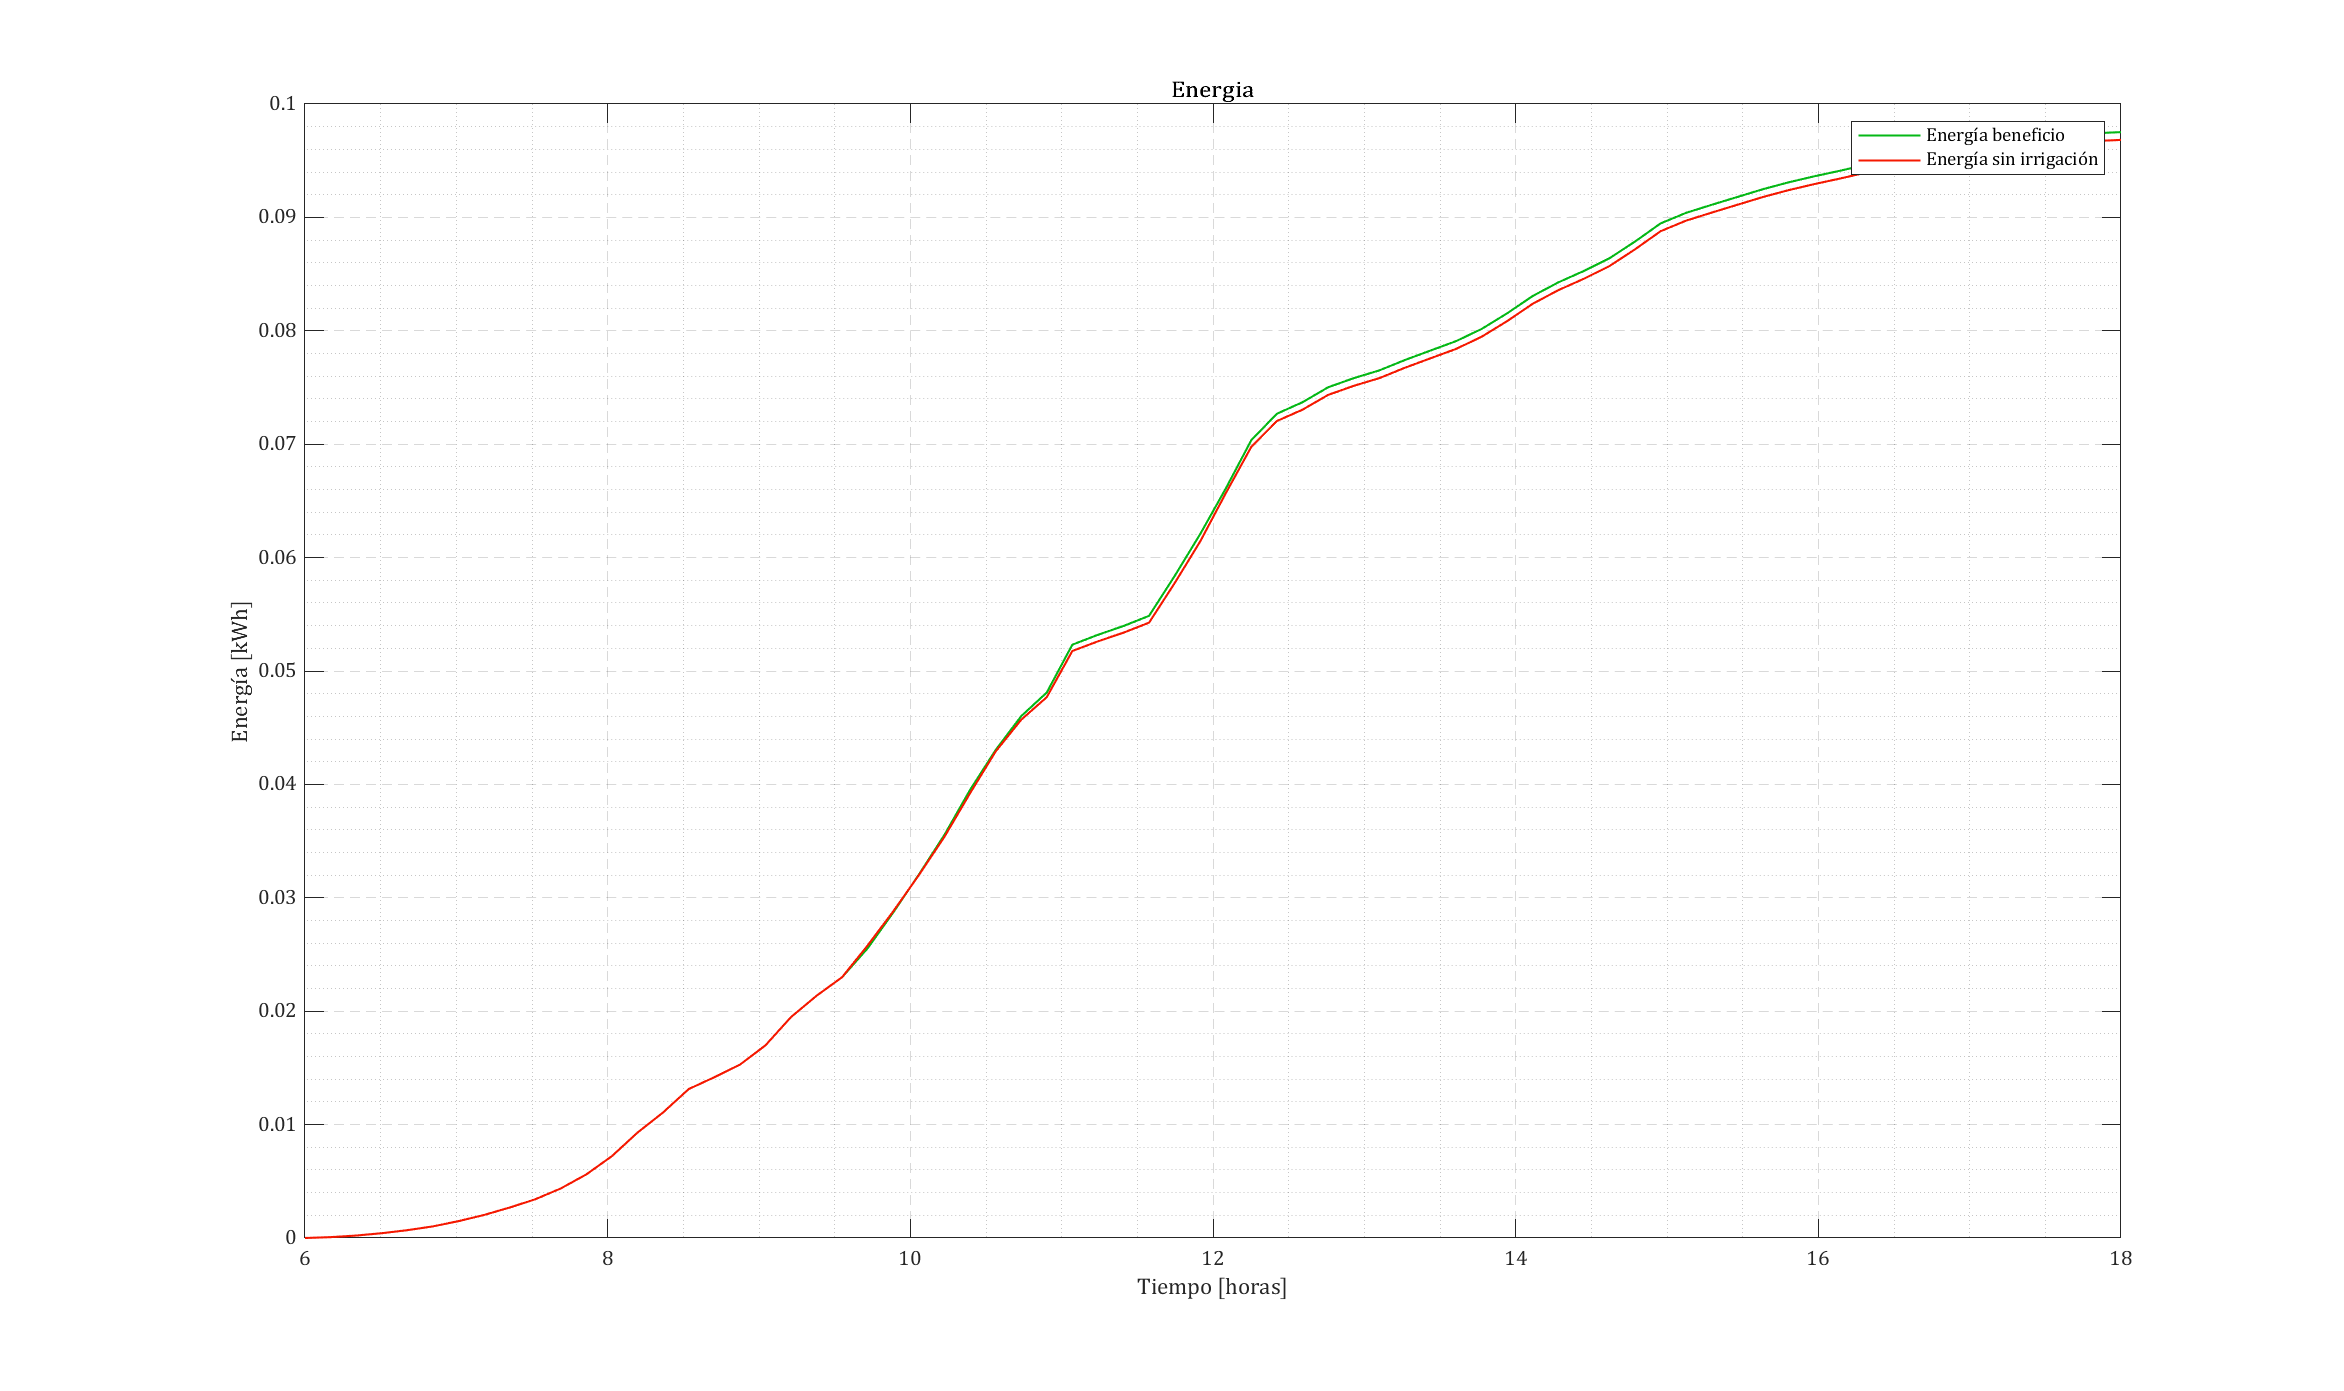 Energia
0.1
0.09
0.08
0.07
0.06
0.05
0.04
0.03
0.02
0.01
0
Energía [kWh]
Energía beneficio
Energía sin irrigación
6 8 10 12 14 16 18
Tiempo [horas]